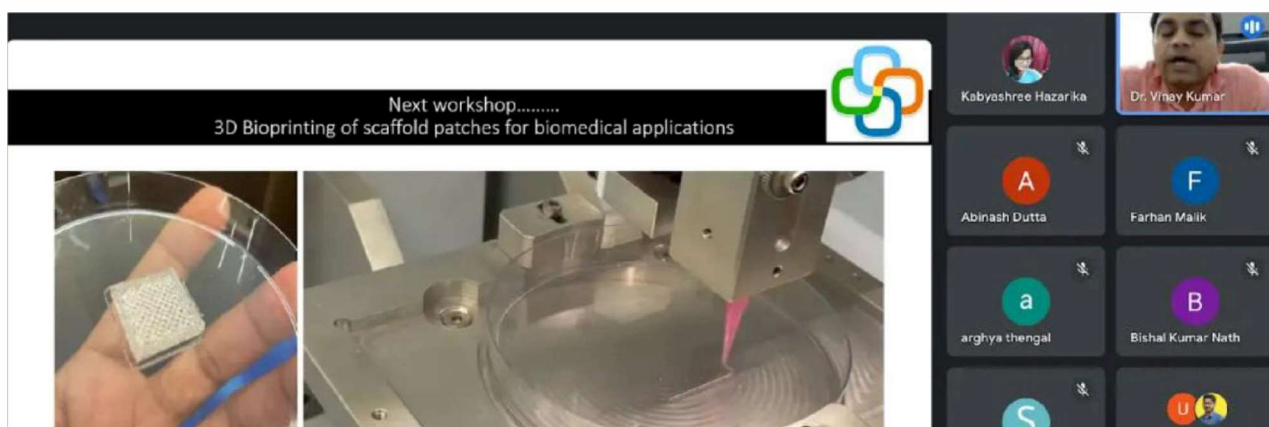 Next workshop.........
3D Bioprinting of scaffold patches for biomedical applications
Kabyashree Hazarika
Dr. Vinay Kumar
A
Abinash Dutta
F
Farhan Malik
a
arghya thengal
B
Bishal Kumar Nath
S
U